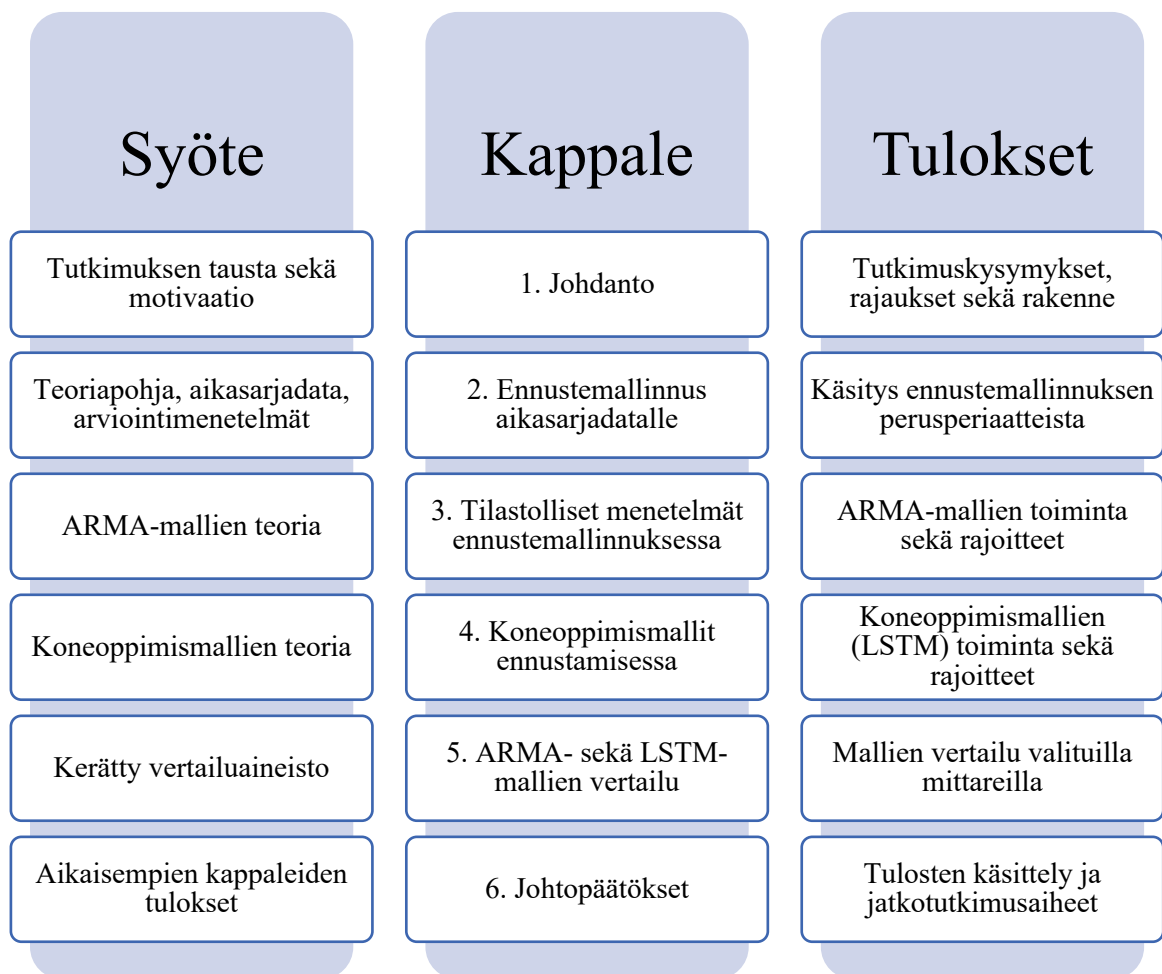 Syöte
Kappale
Tulokset
Tutkimuksen tausta sekä
motivaatio
1. Johdanto
Tutkimuskysymykset,
rajaukset sekä rakenne
Teoriapohja, aikasarjadata,
arviointimenetelmät
2. Ennustemallinnus
aikasarjadatalle
Käsitys ennustemallinnuksen
perusperiaatteista
ARMA-mallien teoria
3. Tilastolliset menetelmät
ennustemallinnuksessa
ARMA-mallien toiminta
sekä rajoitteet
Koneoppimismallien teoria
4. Koneoppimismallit
ennustamisessa
Koneoppimismallien
(LSTM) toiminta sekä
rajoitteet
Kerätty vertailuaineisto
5. ARMA- sekä LSTM-
mallien vertailu
Mallien vertailu valituilla
mittareilla
Aikaisempien kappaleiden
tulokset
6. Johtopäätökset
Tulosten käsittely ja
jatkotutkimusaiheet